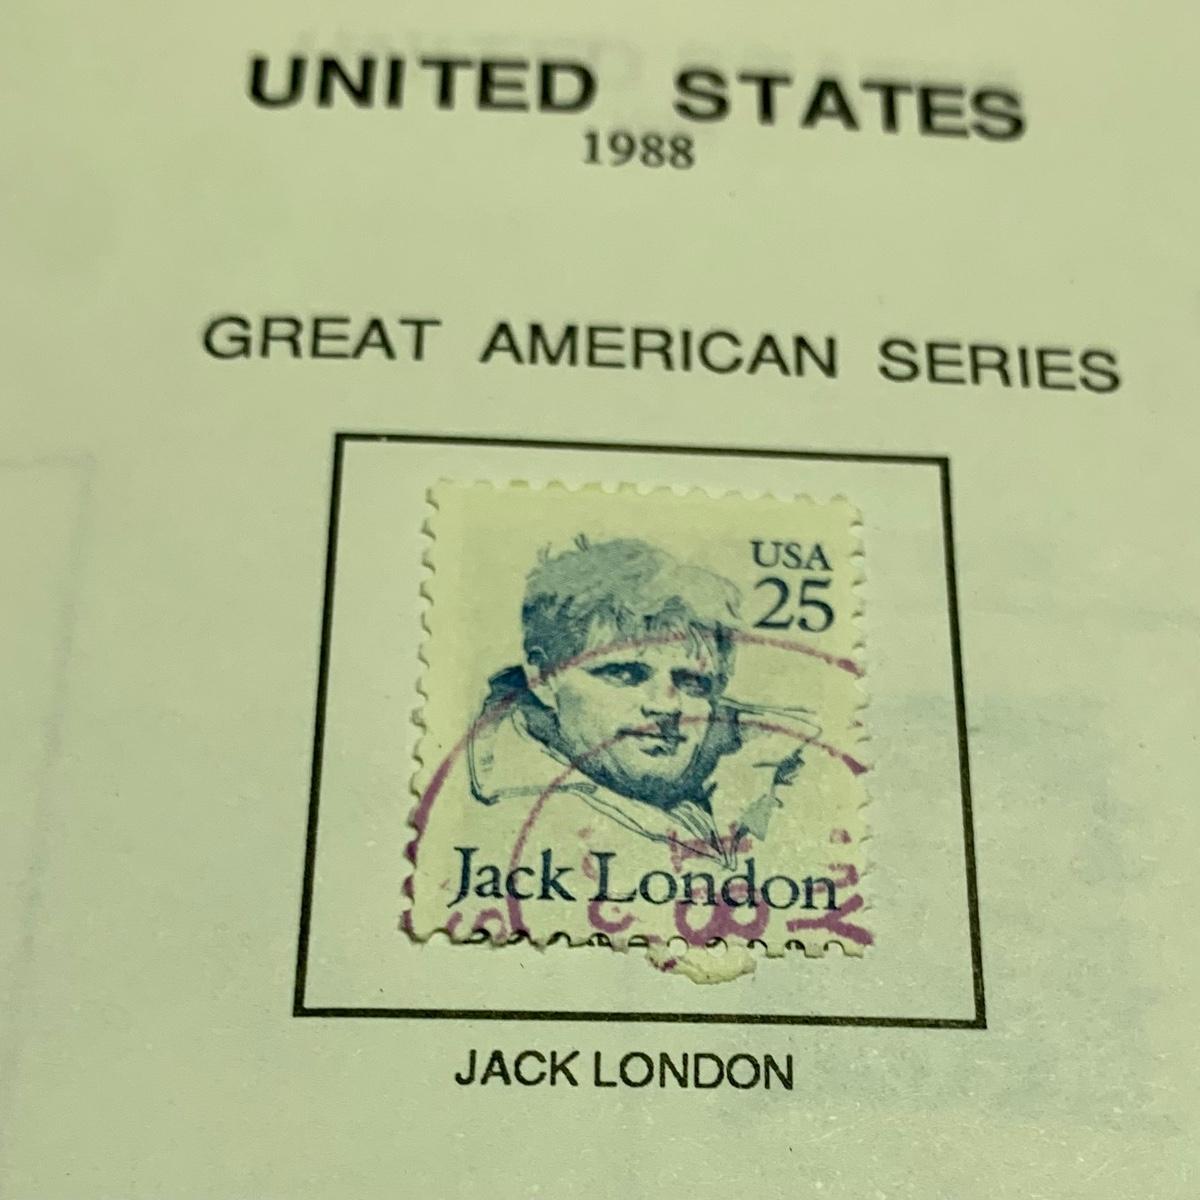 UNITED STATES
1988
GREAT AMERICAN SERIES
USA
25
Jack London
JACK LONDON